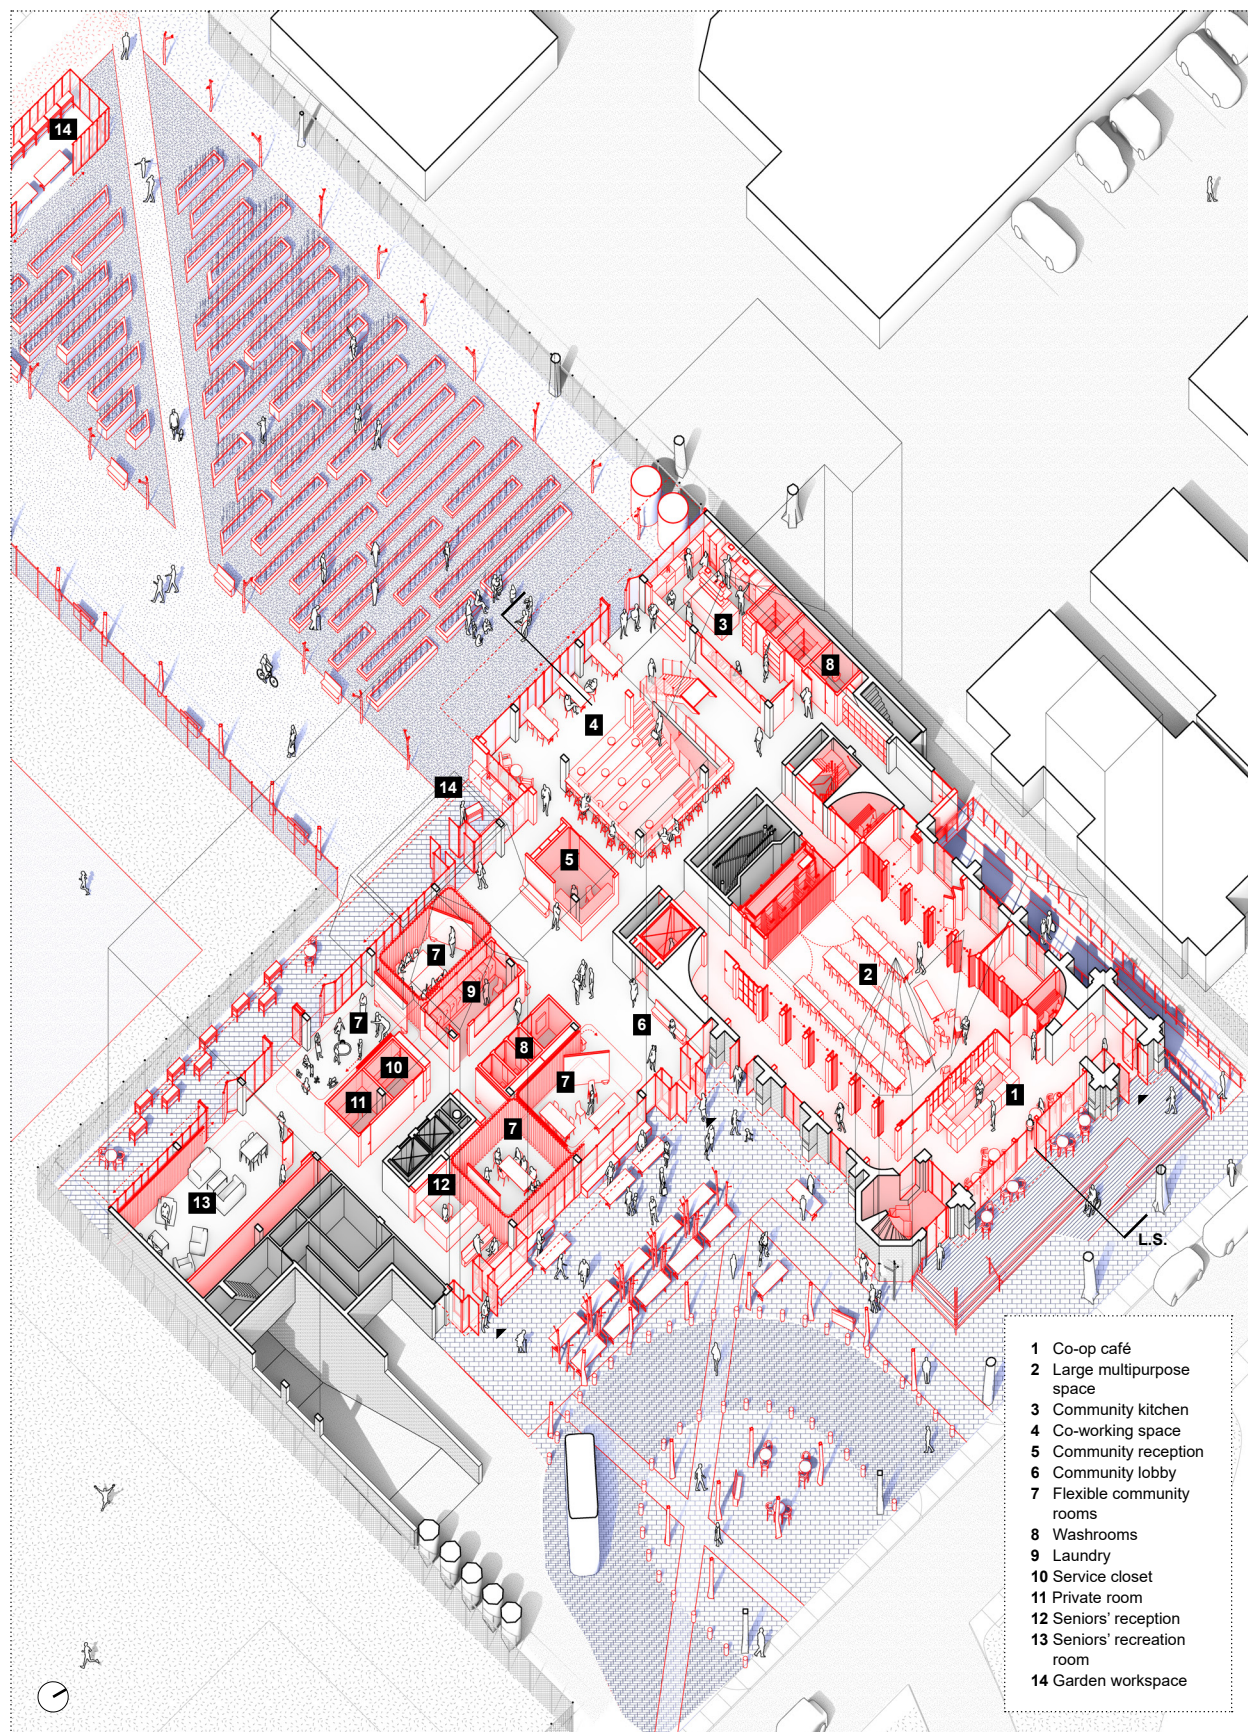 14
3
8
4
14
5
7
2
9
7
6
8
10
7
11
1
7
12
13
L.S.
1 Co-op café
2 Large multipurpose
space
3 Community kitchen
4 Co-working space
5 Community reception
6 Community lobby
7 Flexible community
rooms
8 Washrooms
9 Laundry
10 Service closet
11 Private room
12 Seniors' reception
13 Seniors' recreation
room
14 Garden workspace